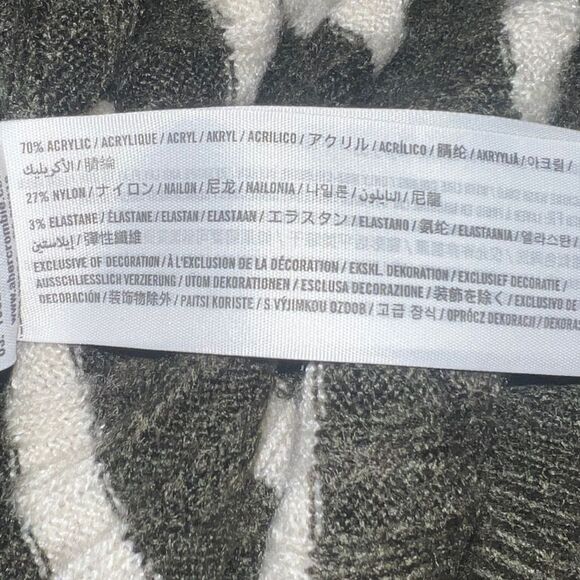 70% ACRYLIC / ACRYLIQUE / ACRYL / AKRYL / ACRILICO / アクリル / ACRÍLICO / 腈纶 / AKRYYLIÄ / 아크릴 /
الأكريليك / 腈綸
27% NYLON / ナイロン / NAILON / 尼龙 / NAILONIA / 나일론 / النايلون / 尼龍
3% ELASTANE / ÉLASTANE / ELASTAN / ELASTAAN / エラスタン / ELASTANO / 氨纶 / ELASTAANIA / 엘라스탄 /
إيلاستين / 彈性纖維
EXCLUSIVE OF DECORATION / À L'EXCLUSION DE LA DÉCORATION / EKSKL. DEKORATION / EXCLUSIEF DECORATIE /
AUSSCHLIESSLICH VERZIERUNG / UTOM DEKORATIONEN / ESCLUSA DECORAZIONE / 装飾を除く / EXCLUSIVO DE
DECORACIÓN / 装饰物除外 / PAITSI KORISTE / S VÝJIMKOU OZDOB / 고급 장식 / OPRÓCZ DEKORACJI /
www.abercrombie.co